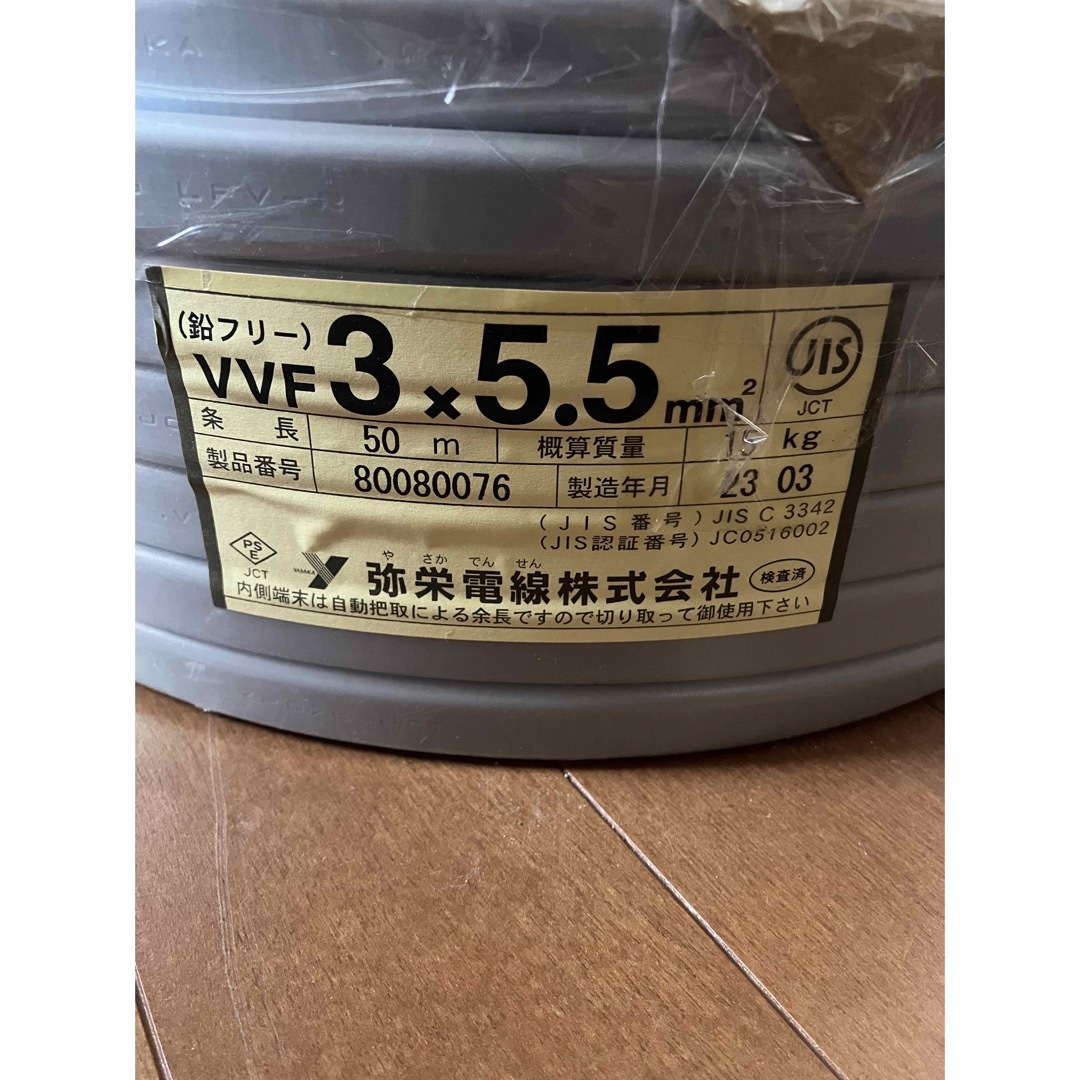 (鉛フリー)
VVF 3×5.5mm²
JIS
JCT
条長 50 m 概算質量 15 kg
製品番号 80080076 製造年月 23 03
(JIS番号) JIS C 3342
(JIS認証番号) JC0516002
PSE
JCT
YASAKA
や さか でん せん
弥栄電線株式会社
検査済
内側端末は自動把取による余長ですので切り取って御使用下さい